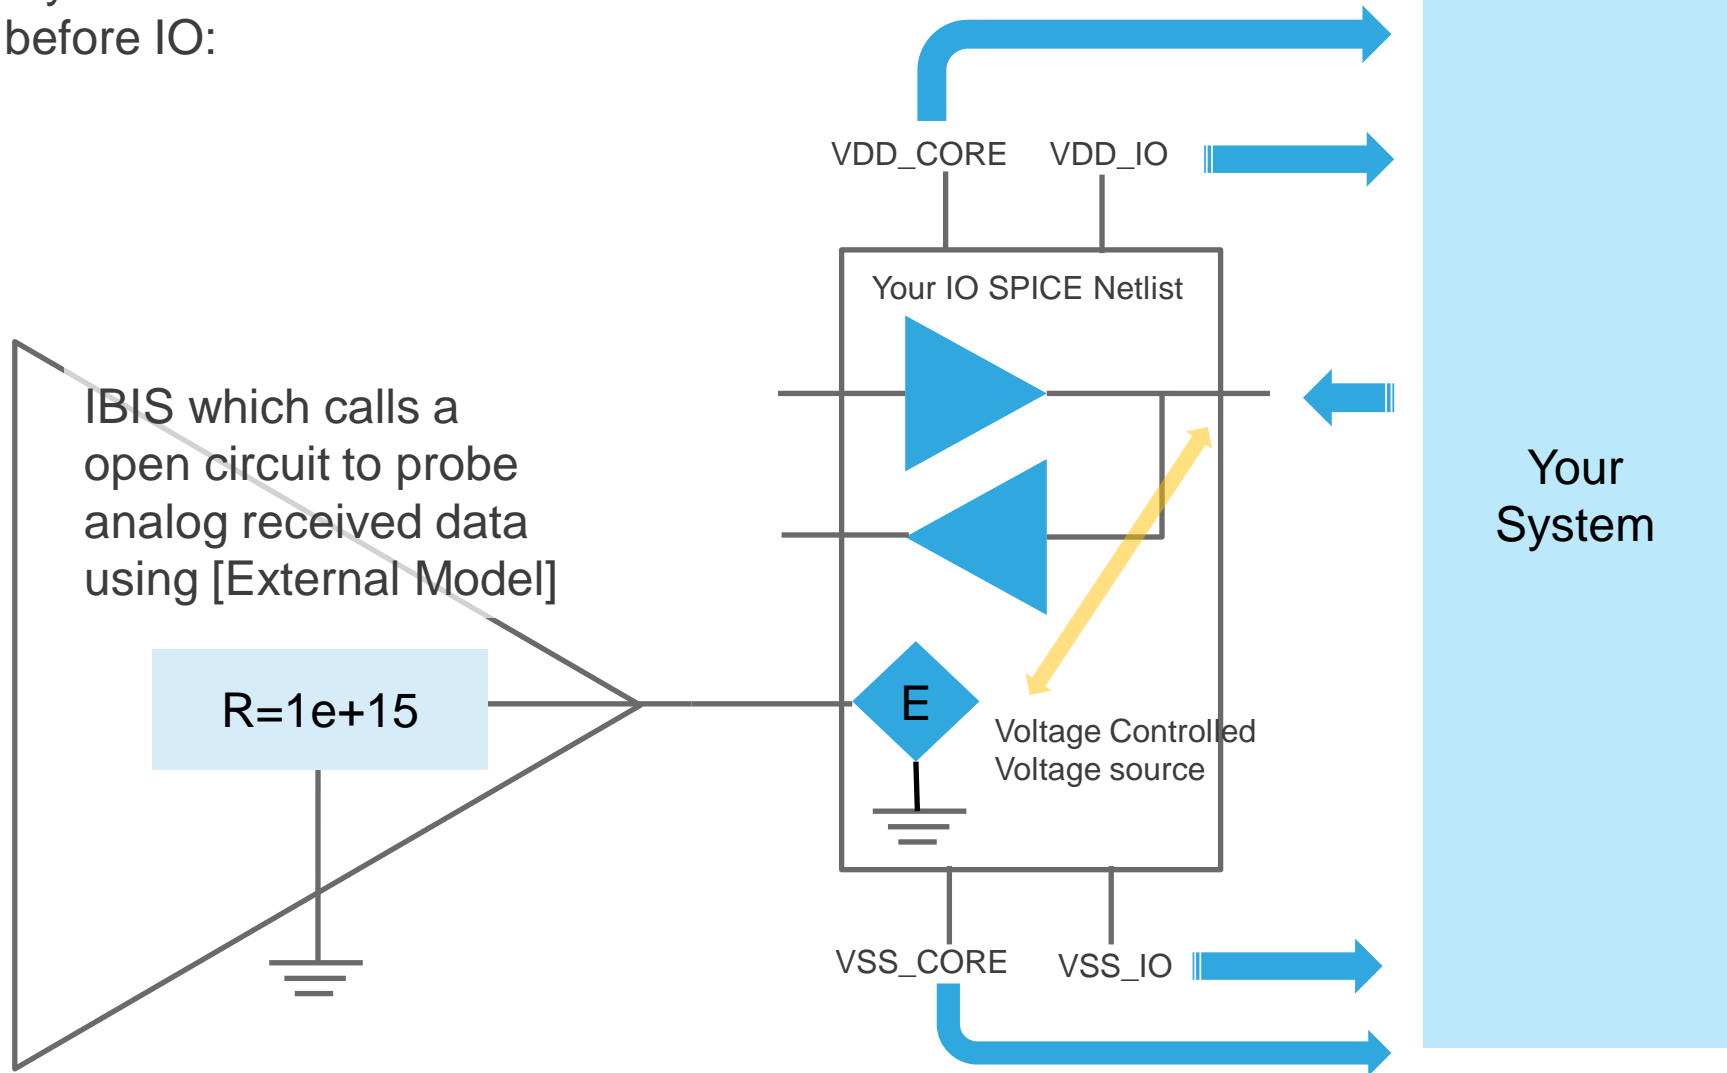 before IO:
VDD_CORE
VDD_IO
Your IO SPICE Netlist
IBIS which calls a
open circuit to probe
analog received data
using [External Model]
R=1e+15
E
Voltage Controlled
Voltage source
VSS_CORE
VSS_IO
Your
System